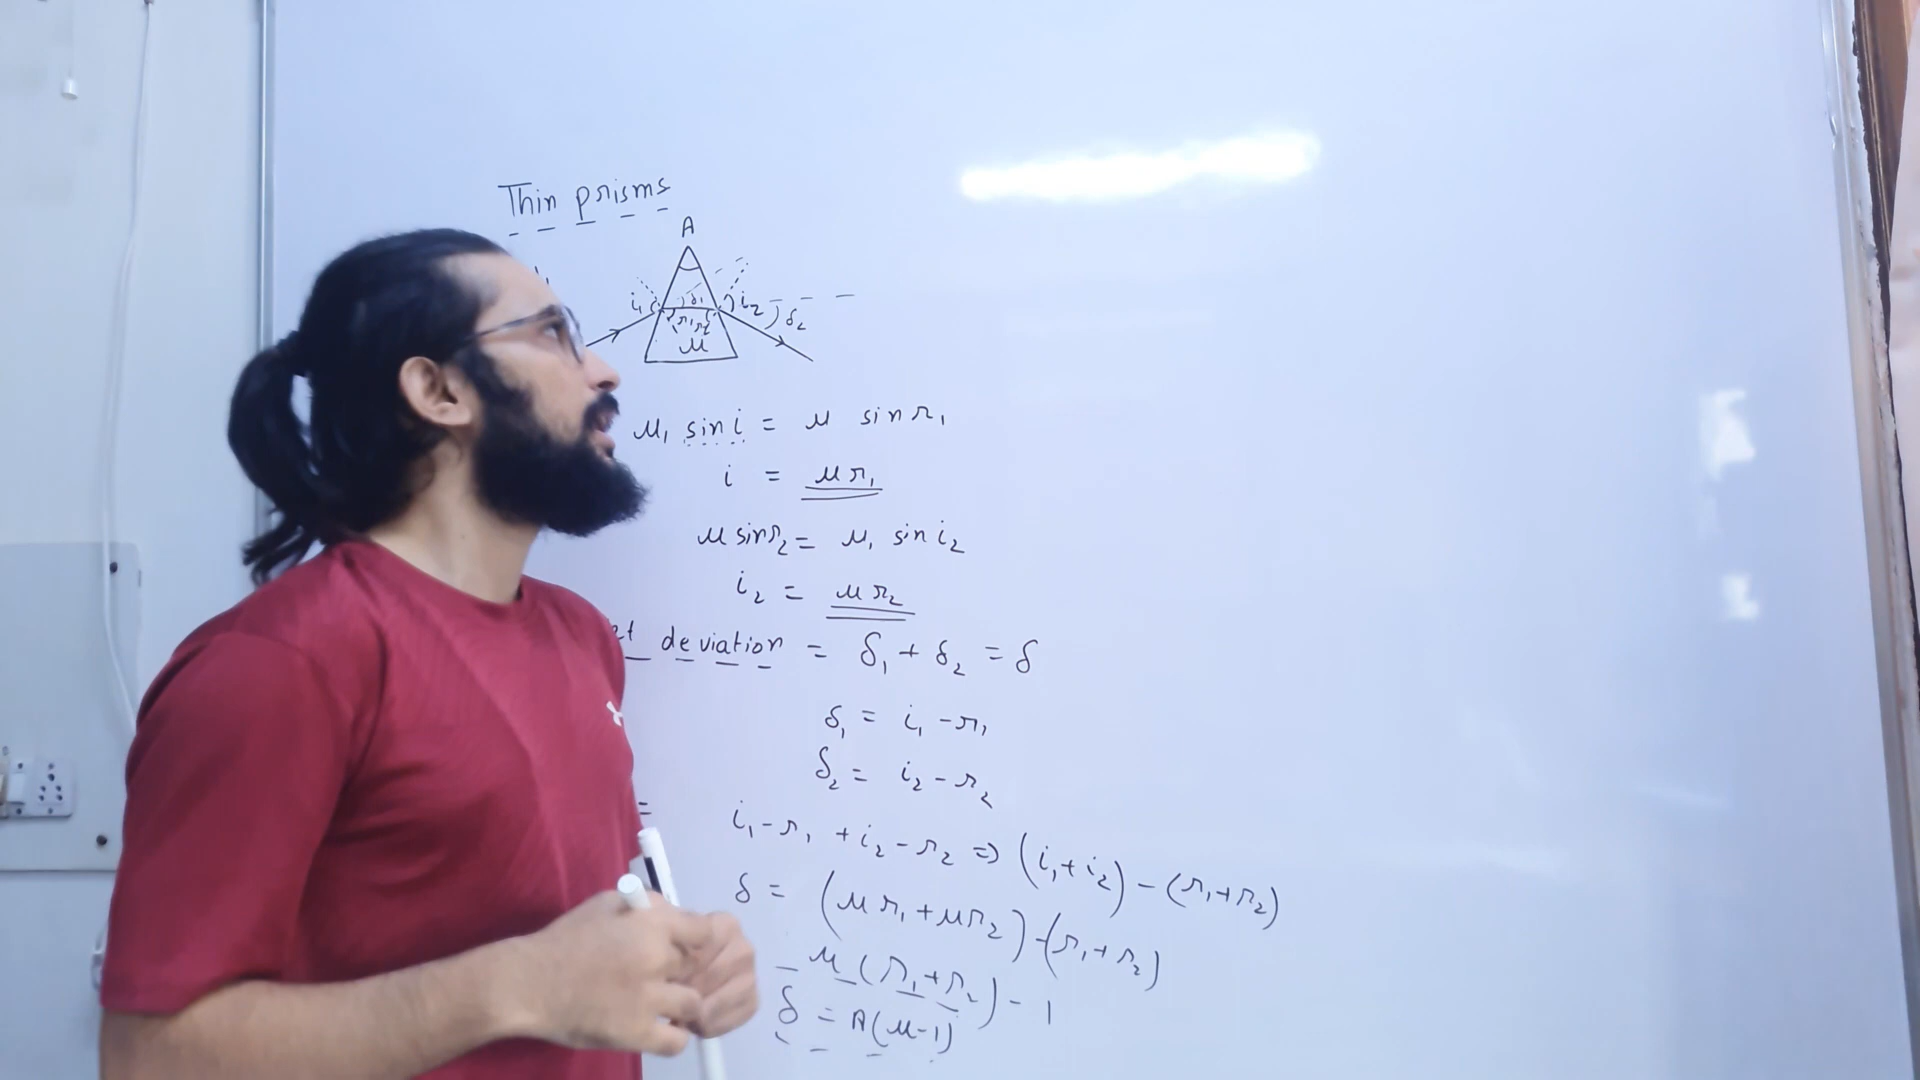 Thin prisms
A
i₁ δ₁ i₂ δ₂
r₁ r₂
μ
μ₁ sin i = μ sin r₁
i = μr₁
μ sin r₂ = μ₁ sin i₂
i₂ = μr₂
deviation = δ₁ + δ₂ = δ
δ₁ = i₁ - r₁
δ₂ = i₂ - r₂
= i₁ - r₁ + i₂ - r₂ ⇒ (i₁ + i₂) - (r₁ + r₂)
δ = (μr₁ + μr₂) - (r₁ + r₂)
μ(r₁ + r₂) - 1
δ = A(μ-1)